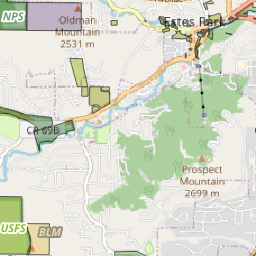 NPS
Oldman
Mountain
2531 m
Estes Park
CR 69B
Prospect
Mountain
2699 m
USFS
BLM